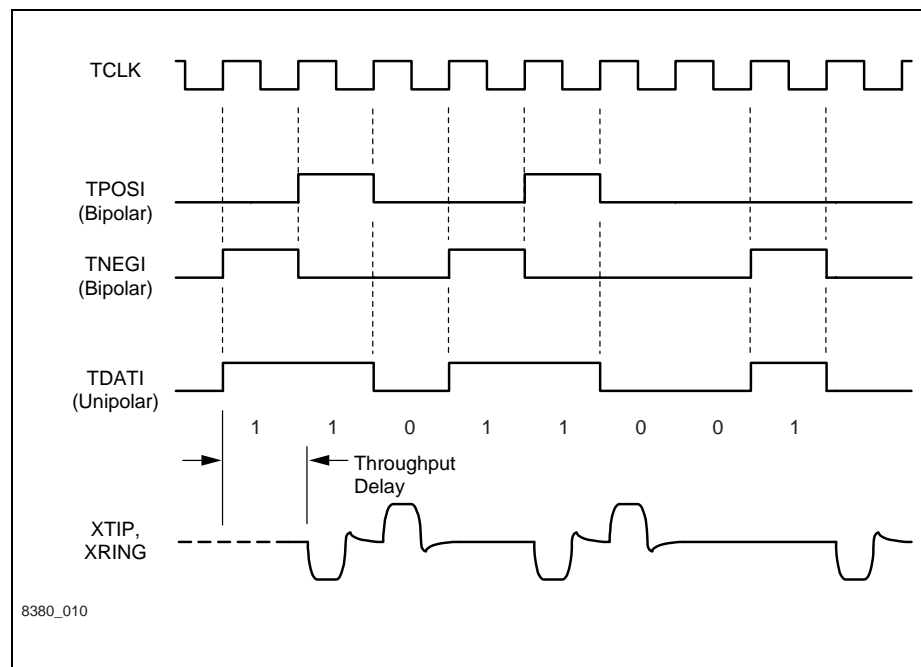 TCLK
TPOSI
(Bipolar)
TNEGI
(Bipolar)
TDATI
(Unipolar)
1 1 0 1 1 0 0 1
Throughput
Delay
XTIP,
XRING
8380_010